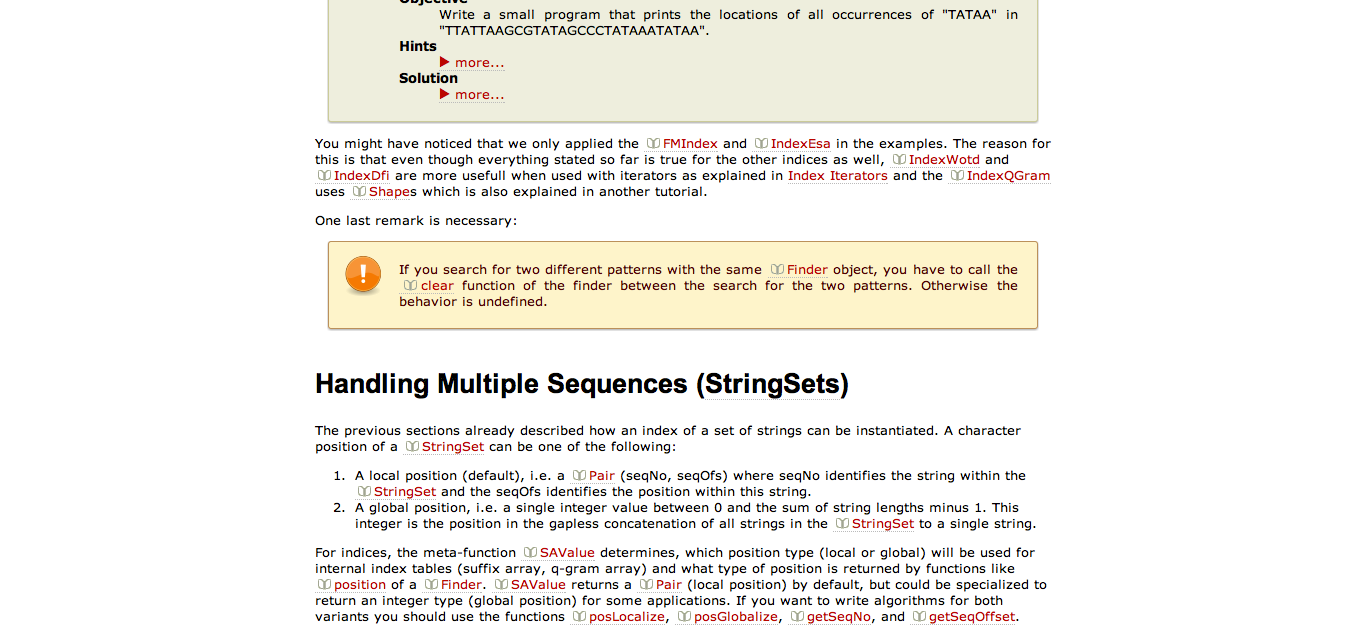 Objective
Write a small program that prints the locations of all occurrences of "TATAA" in
"TTATTAAGCGTATAGCCCTATAAATATAA".
Hints
more...
Solution
more...
You might have noticed that we only applied the FMIndex and IndexEsa in the examples. The reason for
this is that even though everything stated so far is true for the other indices as well, IndexWotd and
IndexDfi are more usefull when used with iterators as explained in Index Iterators and the IndexQGram
uses Shapes which is also explained in another tutorial.
One last remark is necessary:
If you search for two different patterns with the same Finder object, you have to call the
clear function of the finder between the search for the two patterns. Otherwise the
behavior is undefined.
Handling Multiple Sequences (StringSets)
The previous sections already described how an index of a set of strings can be instantiated. A character
position of a StringSet can be one of the following:
1. A local position (default), i.e. a Pair (seqNo, seqOfs) where seqNo identifies the string within the
StringSet and the seqOfs identifies the position within this string.
2. A global position, i.e. a single integer value between 0 and the sum of string lengths minus 1. This
integer is the position in the gapless concatenation of all strings in the StringSet to a single string.
For indices, the meta-function SAValue determines, which position type (local or global) will be used for
internal index tables (suffix array, q-gram array) and what type of position is returned by functions like
position of a Finder. SAValue returns a Pair (local position) by default, but could be specialized to
return an integer type (global position) for some applications. If you want to write algorithms for both
variants you should use the functions posLocalize, posGlobalize, getSeqNo, and getSeqOffset.